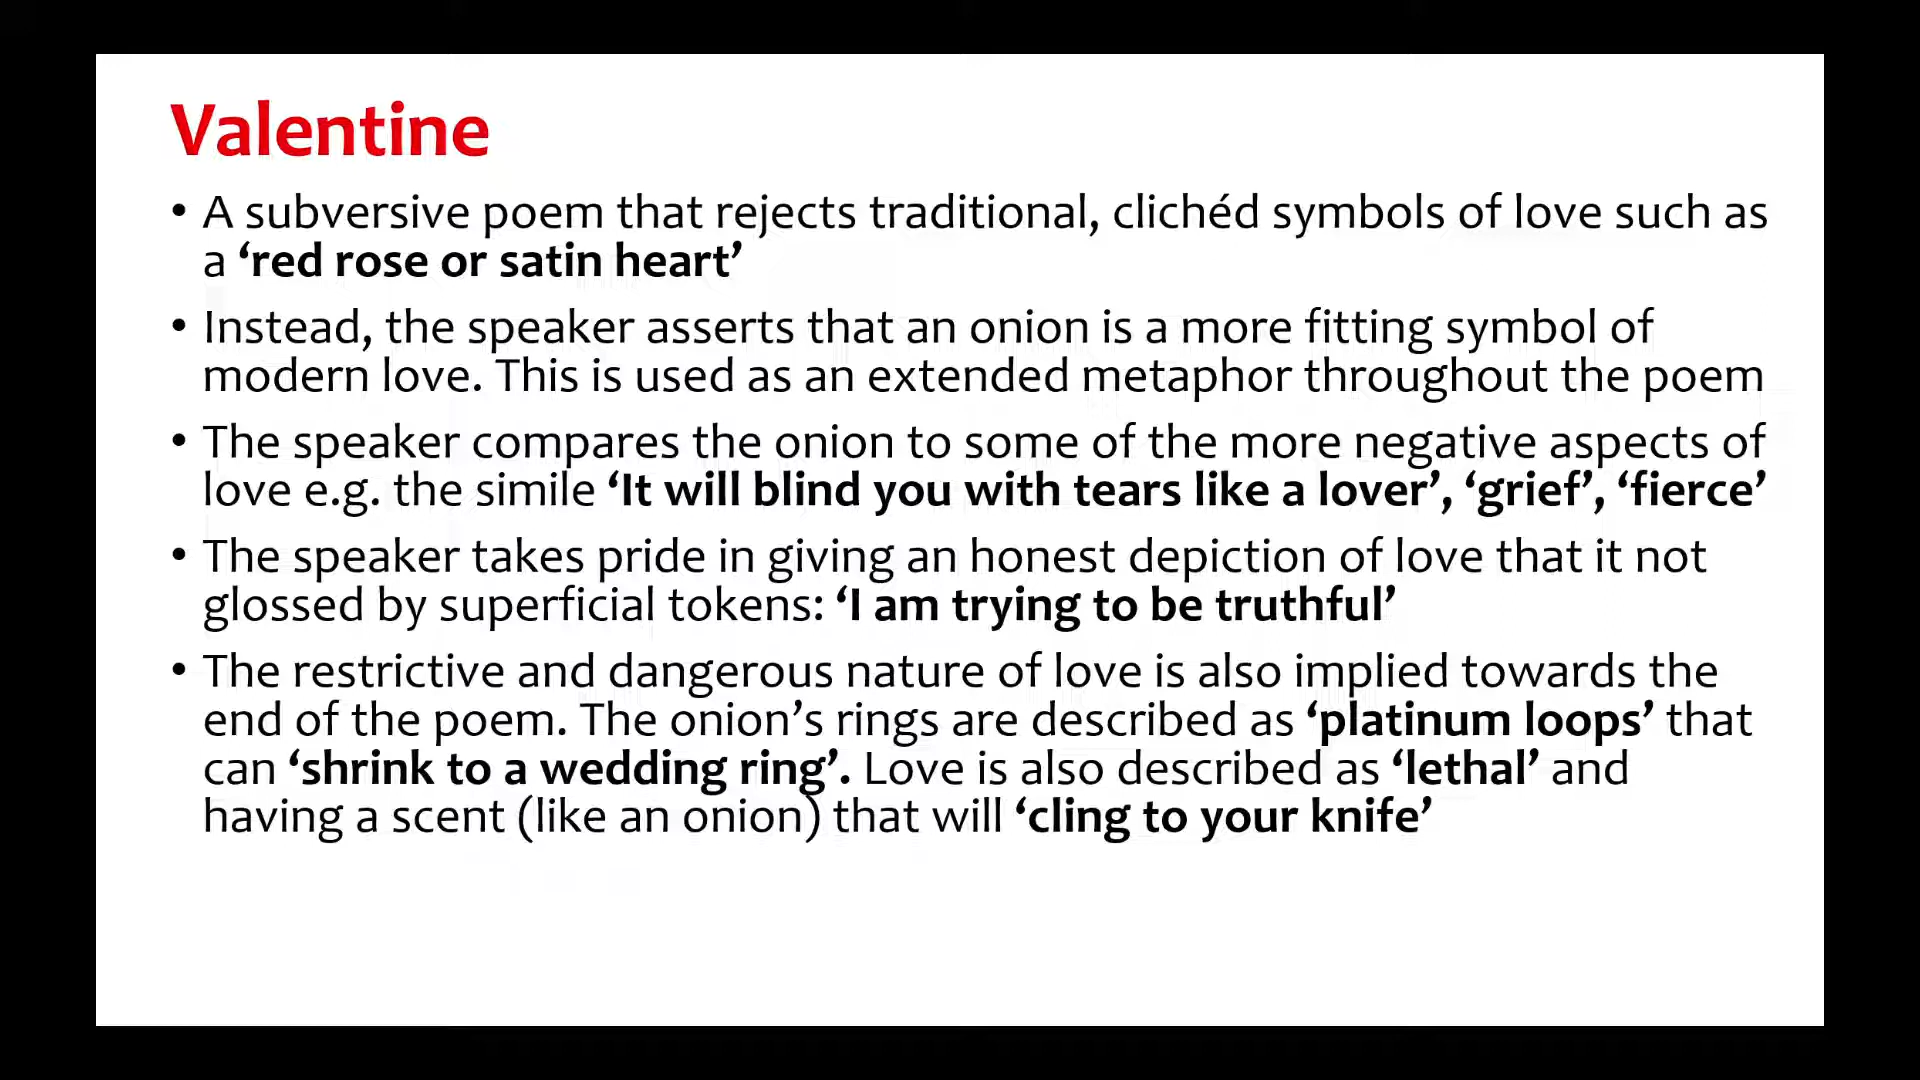 Valentine
• A subversive poem that rejects traditional, clichéd symbols of love such as
a ‘red rose or satin heart’
• Instead, the speaker asserts that an onion is a more fitting symbol of
modern love. This is used as an extended metaphor throughout the poem
• The speaker compares the onion to some of the more negative aspects of
love e.g. the simile ‘It will blind you with tears like a lover’, ‘grief’, ‘fierce’
• The speaker takes pride in giving an honest depiction of love that it not
glossed by superficial tokens: ‘I am trying to be truthful’
• The restrictive and dangerous nature of love is also implied towards the
end of the poem. The onion’s rings are described as ‘platinum loops’ that
can ‘shrink to a wedding ring’. Love is also described as ‘lethal’ and
having a scent (like an onion) that will ‘cling to your knife’